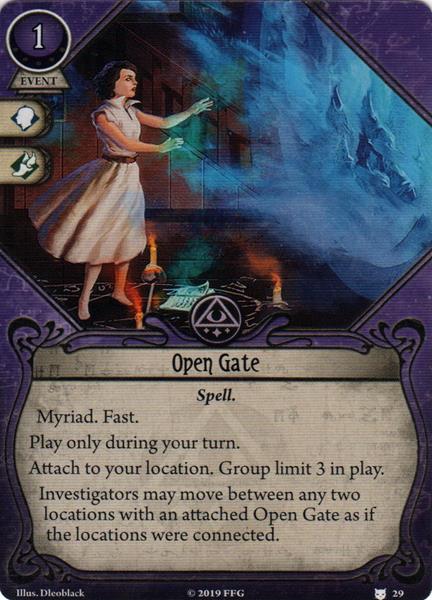 1
EVENT
Open Gate
Spell.
Myriad. Fast.
Play only during your turn.
Attach to your location. Group limit 3 in play.
Investigators may move between any two
locations with an attached Open Gate as if
the locations were connected.
Illus. Dleoblack
© 2019 FFG
29